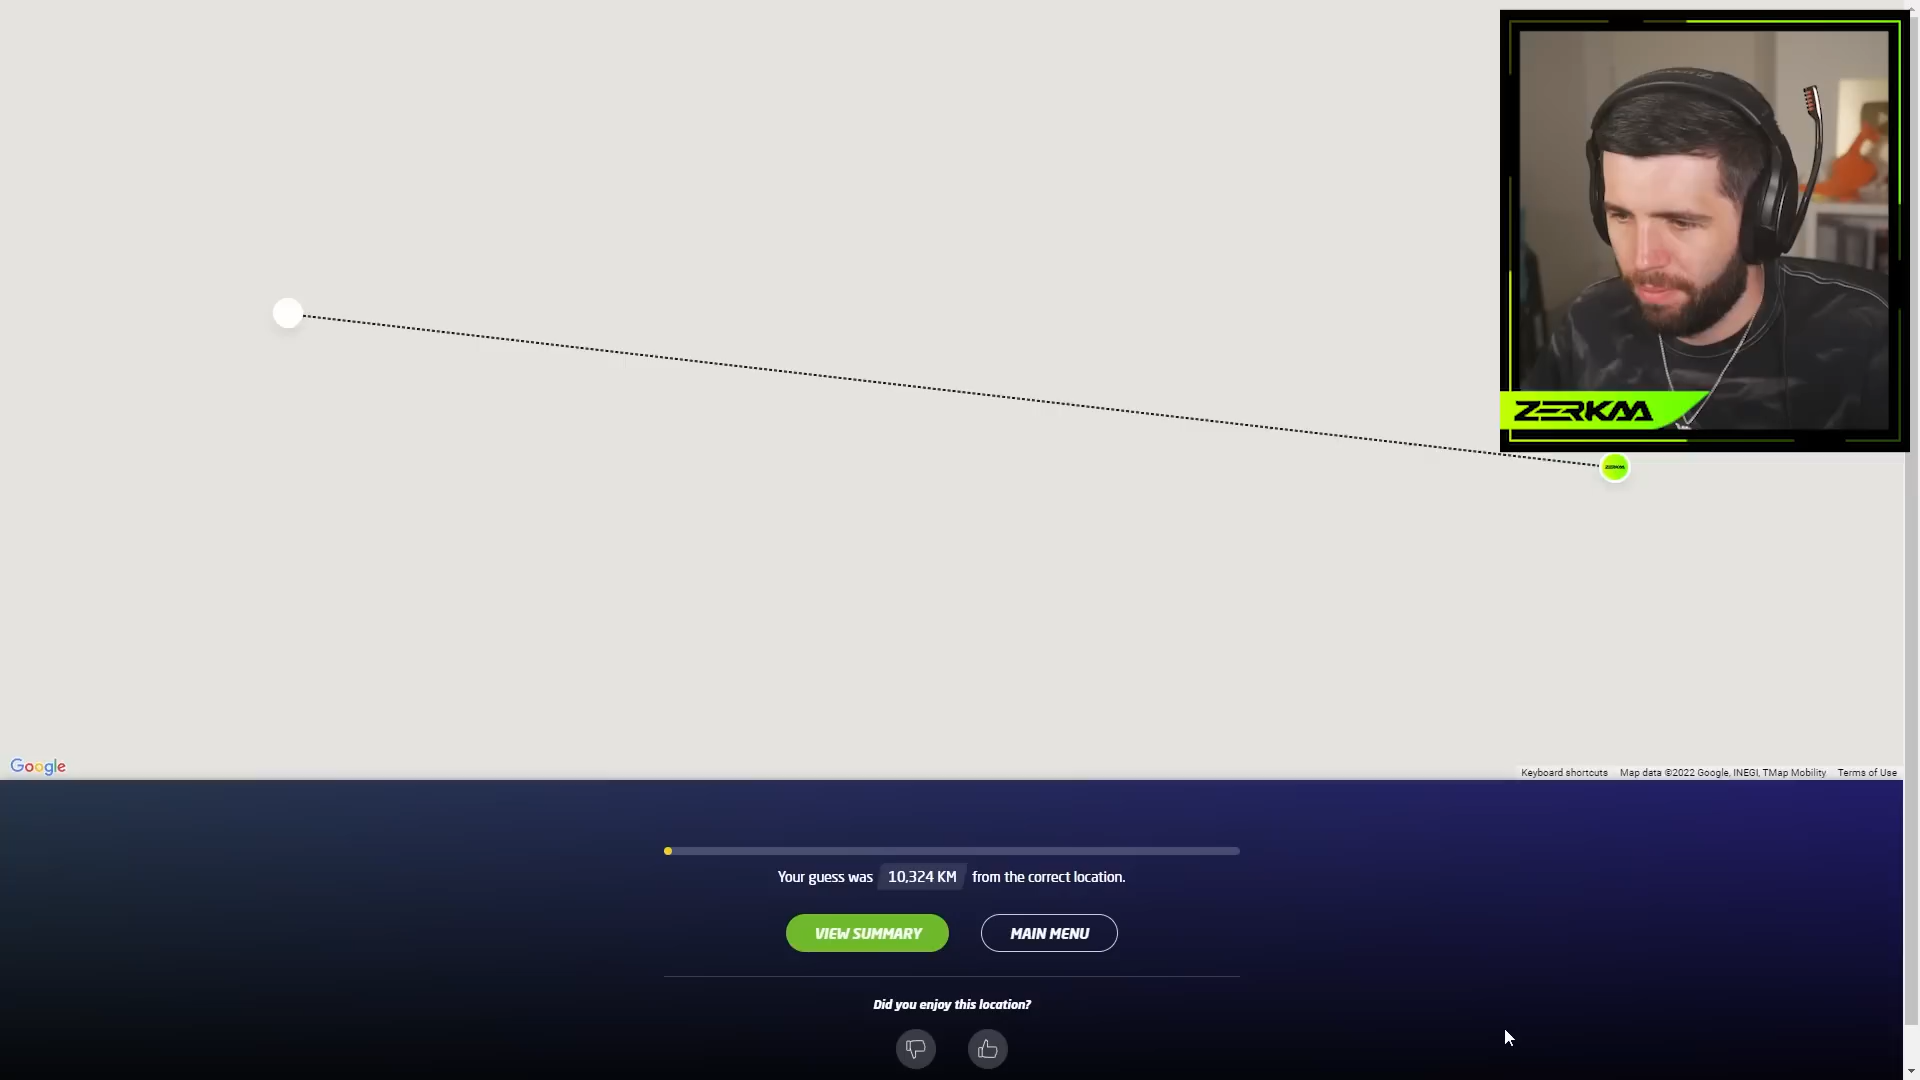 ZERKAA
Google
Keyboard shortcuts Map data ©2022 Google, INEGI, TMap Mobility Terms of Use
Your guess was 10,324 KM from the correct location.
VIEW SUMMARY MAIN MENU
Did you enjoy this location?